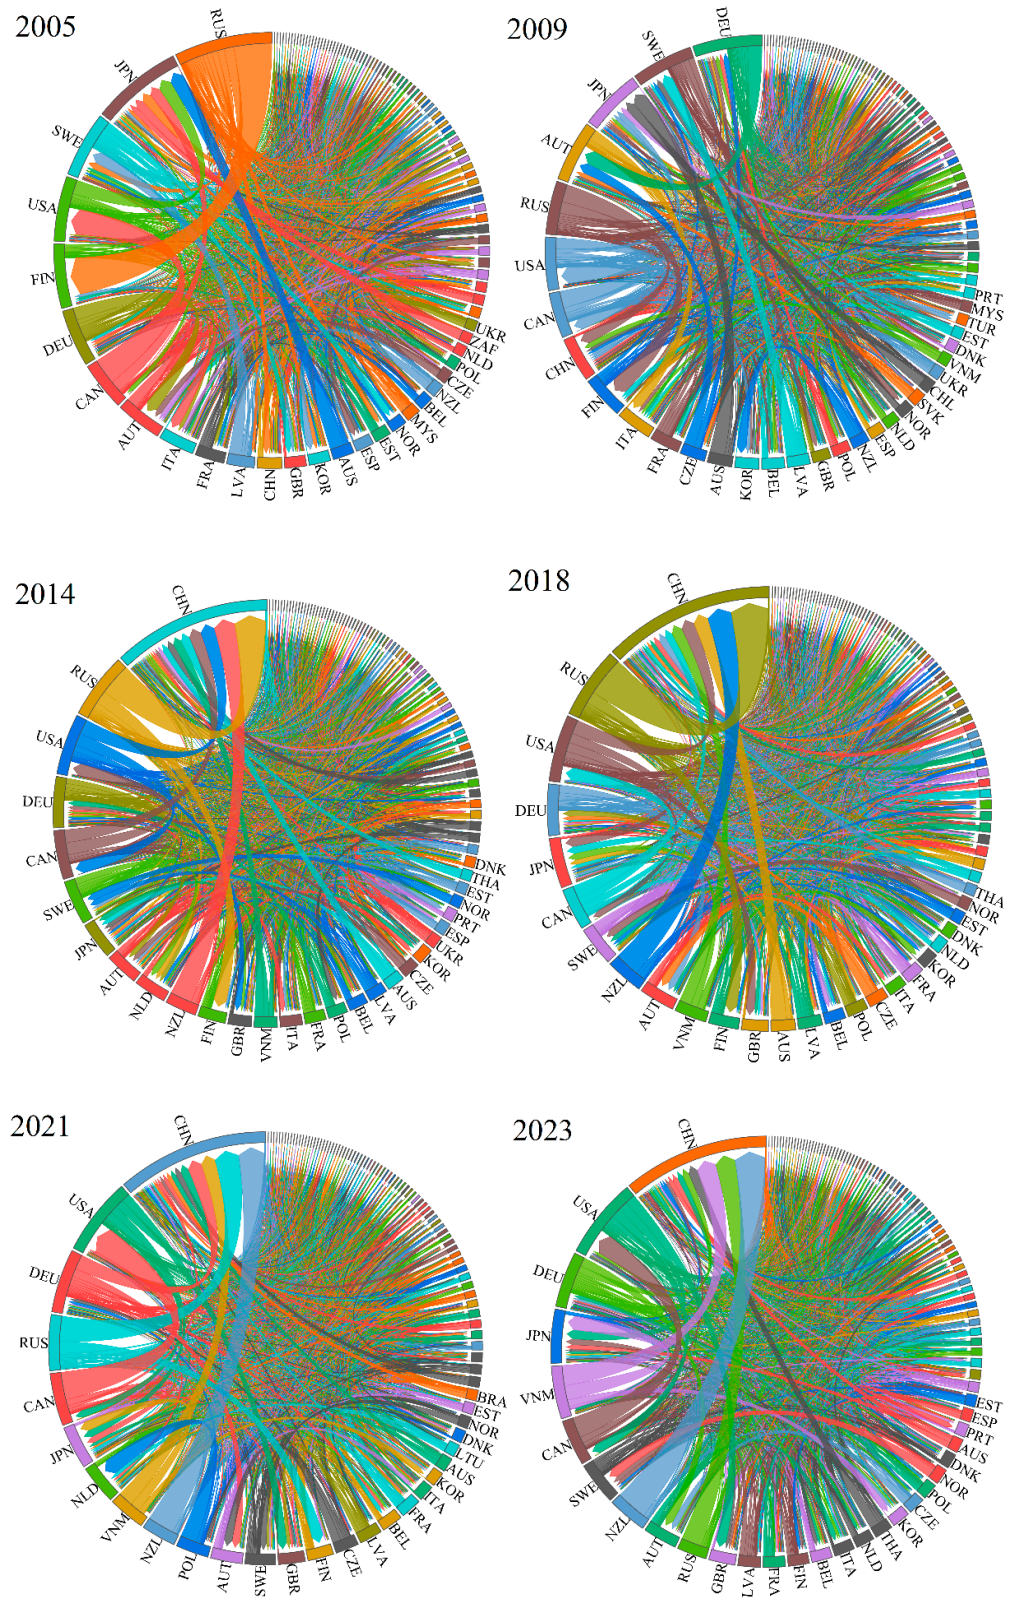 2005
RUS
JPN
SWE
USA
FIN
DEU
CAN
AUT
ITA
FRA
LVA
CHN
GBR
KOR
AUS
ESP
EST
NOR
MYS
BEL
NZL
CZE
POL
NLD
ZAF
UKR
2009
DEU
SWE
JPN
AUT
RUS
USA
CAN
CHN
FIN
ITA
FRA
CZE
AUS
KOR
BEL
LVA
GBR
POL
NZL
ESP
NLD
NOR
SVK
CHL
UKR
VNM
DNK
EST
TUR
MYS
PRT
2014
CHN
RUS
USA
DEU
CAN
SWE
JPN
AUT
NLD
NZL
FIN
GBR
VNM
ITA
FRA
POL
BEL
LVA
AUS
CZE
KOR
UKR
ESP
PRT
NOR
EST
THA
DNK
2018
CHN
RUS
USA
DEU
JPN
CAN
SWE
NZL
AUT
VNM
FIN
GBR
AUS
LVA
BEL
POL
CZE
ITA
FRA
KOR
NLD
DNK
EST
NOR
THA
2021
CHN
USA
DEU
RUS
CAN
JPN
NLD
VNM
NZL
POL
AUT
SWE
GBR
FIN
CZE
LVA
BEL
FRA
ITA
KOR
AUS
LTU
DNK
NOR
EST
BRA
2023
CHN
USA
DEU
JPN
VNM
CAN
SWE
NZL
AUT
RUS
GBR
LVA
FRA
FIN
BEL
ITA
NLD
THA
KOR
CZE
POL
NOR
DNK
AUS
PRT
ESP
EST